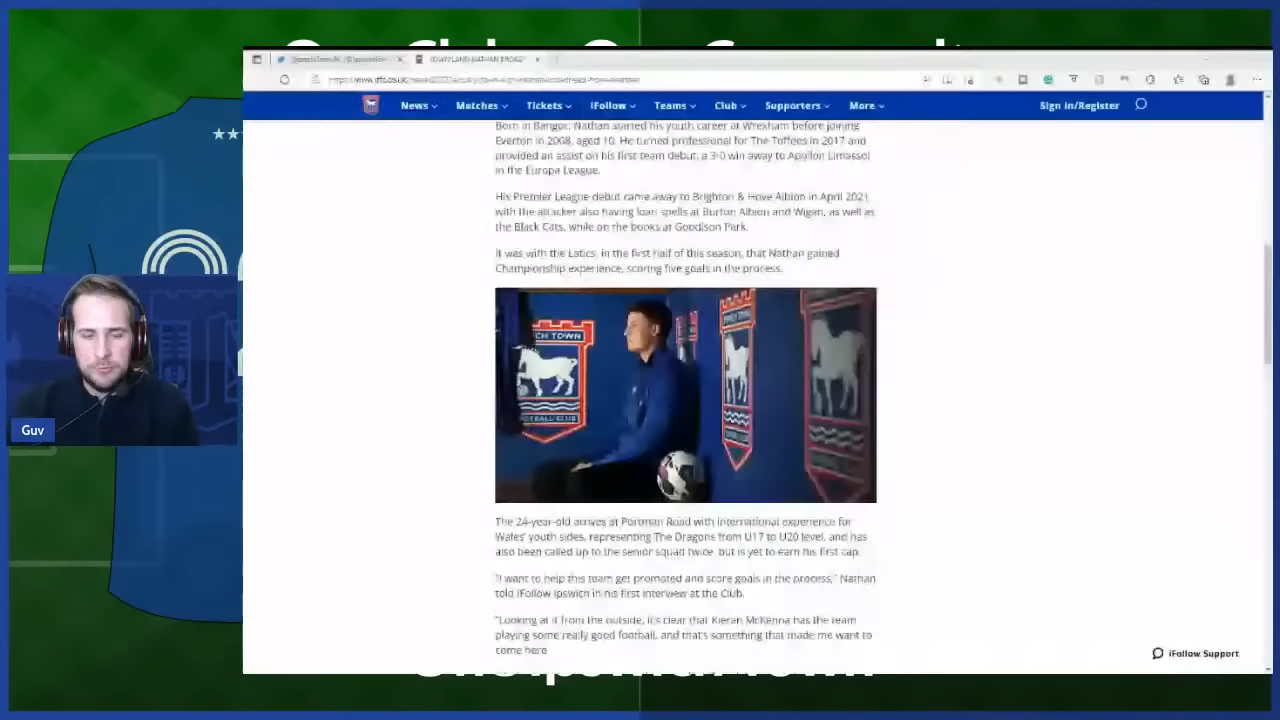 TOWN LAND NATHAN BROAD
News
Matches
Tickets
iFollow
Teams
Club
Supporters
More
Sign in/Register
Born in Bangor, Nathan started his youth career at Wrexham before joining
Everton in 2008, aged 10. He turned professional for The Toffees in 2017 and
provided an assist on his first team debut, a 3-0 win away to Apollon Limassol
in the Europa League.
His Premier League debut came away to Brighton & Hove Albion in April 2021,
with the attacker also having loan spells at Burton Albion and Wigan, as well as
the Black Cats, while on the books at Goodison Park.
It was with the Latics, in the first half of this season, that Nathan gained
Championship experience, scoring five goals in the process.
CH TOWN
FOOTBALL CLUB
The 24-year-old arrives at Portman Road with international experience for
Wales' youth sides, representing The Dragons from U17 to U20 level, and has
also been called up to the senior squad twice, but is yet to earn his first cap.
"I want to help this team get promoted and score goals in the process," Nathan
told iFollow Ipswich in his first interview at the Club.
"Looking at it from the outside, it's clear that Kieran McKenna has the team
playing some really good football, and that's something that made me want to
come here
iFollow Support
Guv